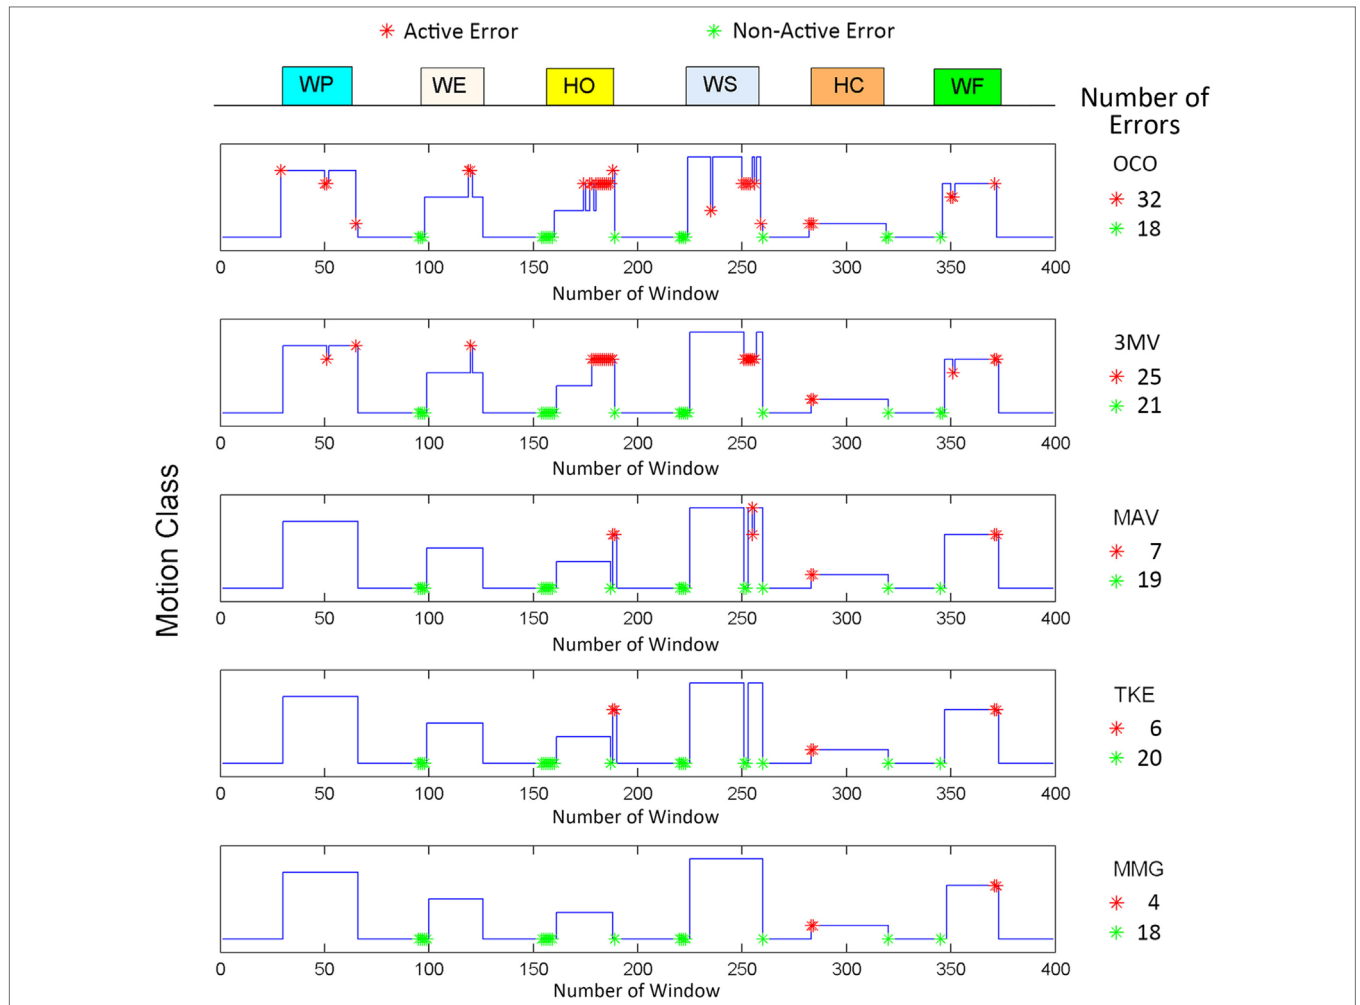 Active Error
Non-Active Error
WP WE HO WS HC WF
Number of
Errors
OCO
32
18
0 50 100 150 200 250 300 350 400
Number of Window
3MV
25
21
0 50 100 150 200 250 300 350 400
Number of Window
Motion Class
MAV
7
19
0 50 100 150 200 250 300 350 400
Number of Window
TKE
6
20
0 50 100 150 200 250 300 350 400
Number of Window
MMG
4
18
0 50 100 150 200 250 300 350 400
Number of Window